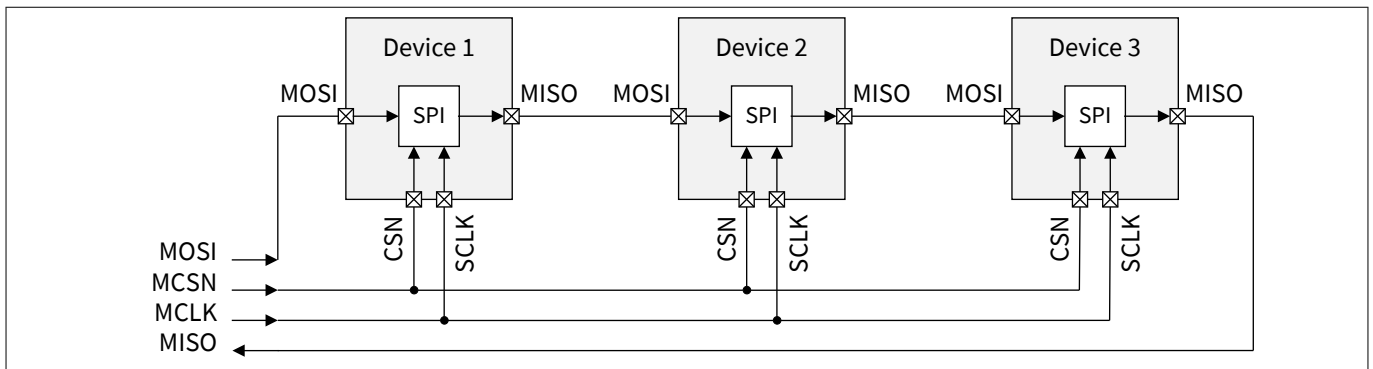 Device 1
Device 2
Device 3
MOSI
MISO
MOSI
MISO
MOSI
MISO
SPI
SPI
SPI
CSN
SCLK
CSN
SCLK
CSN
SCLK
MOSI
MCSN
MCLK
MISO